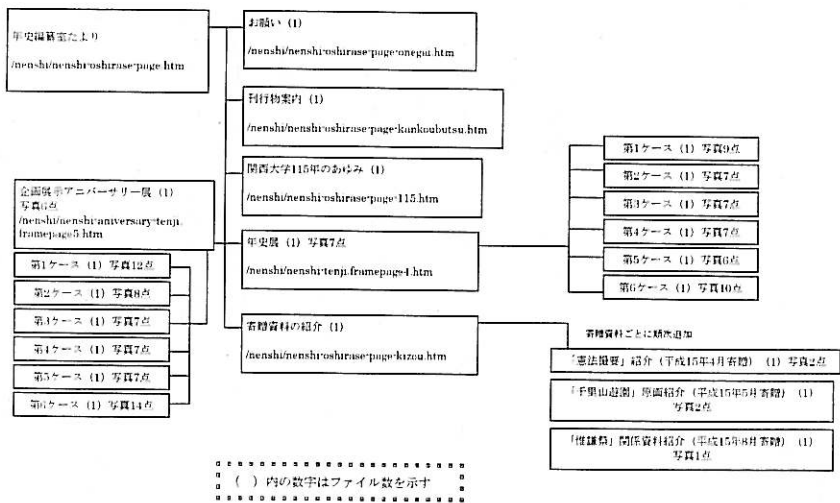 年史編纂室たより
/nenshi/nenshi-oshirase-page.htm
お願い (1)
/nenshi/nenshi-oshirase-page-onegai.htm
刊行物案内 (1)
/nenshi/nenshi-oshirase-page-kankoubutsu.htm
関西大学115年のあゆみ (1)
/nenshi/nenshi-oshirase-page-115.htm
企画展示アニバーサリー展 (1)
写真6点
/nenshi/nenshi-aniversary-tenji.
framepage5.htm
第1ケース (1) 写真12点
第2ケース (1) 写真8点
第3ケース (1) 写真7点
第4ケース (1) 写真7点
第5ケース (1) 写真7点
第6ケース (1) 写真14点
年史展 (1) 写真7点
/nenshi/nenshi-tenji.framepage4.htm
第1ケース (1) 写真9点
第2ケース (1) 写真7点
第3ケース (1) 写真7点
第4ケース (1) 写真7点
第5ケース (1) 写真6点
第6ケース (1) 写真10点
寄贈資料の紹介 (1)
/nenshi/nenshi-oshirase-page-kizou.htm
寄贈資料ごとに順次追加
「憲法撮要」紹介 (平成15年4月寄贈) (1) 写真2点
「千里山遊園」原画紹介 (平成15年5月寄贈) (1)
写真2点
「惟謙祭」関係資料紹介 (平成15年8月寄贈) (1)
写真1点
( ) 内の数字はファイル数を示す